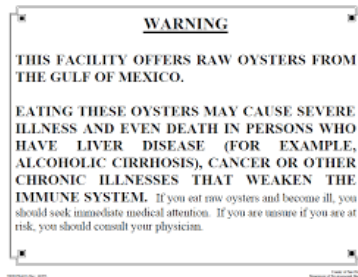 WARNING
THIS FACILITY OFFERS RAW OYSTERS FROM
THE GULF OF MEXICO.
EATING THESE OYSTERS MAY CAUSE SEVERE
ILLNESS AND EVEN DEATH IN PERSONS WHO
HAVE LIVER DISEASE (FOR EXAMPLE,
ALCOHOLIC CIRRHOSIS), CANCER OR OTHER
CHRONIC ILLNESSES THAT WEAKEN THE
IMMUNE SYSTEM. If you eat raw oysters and become ill, you
should seek immediate medical attention. If you are unsure if you are at
risk, you should consult your physician.